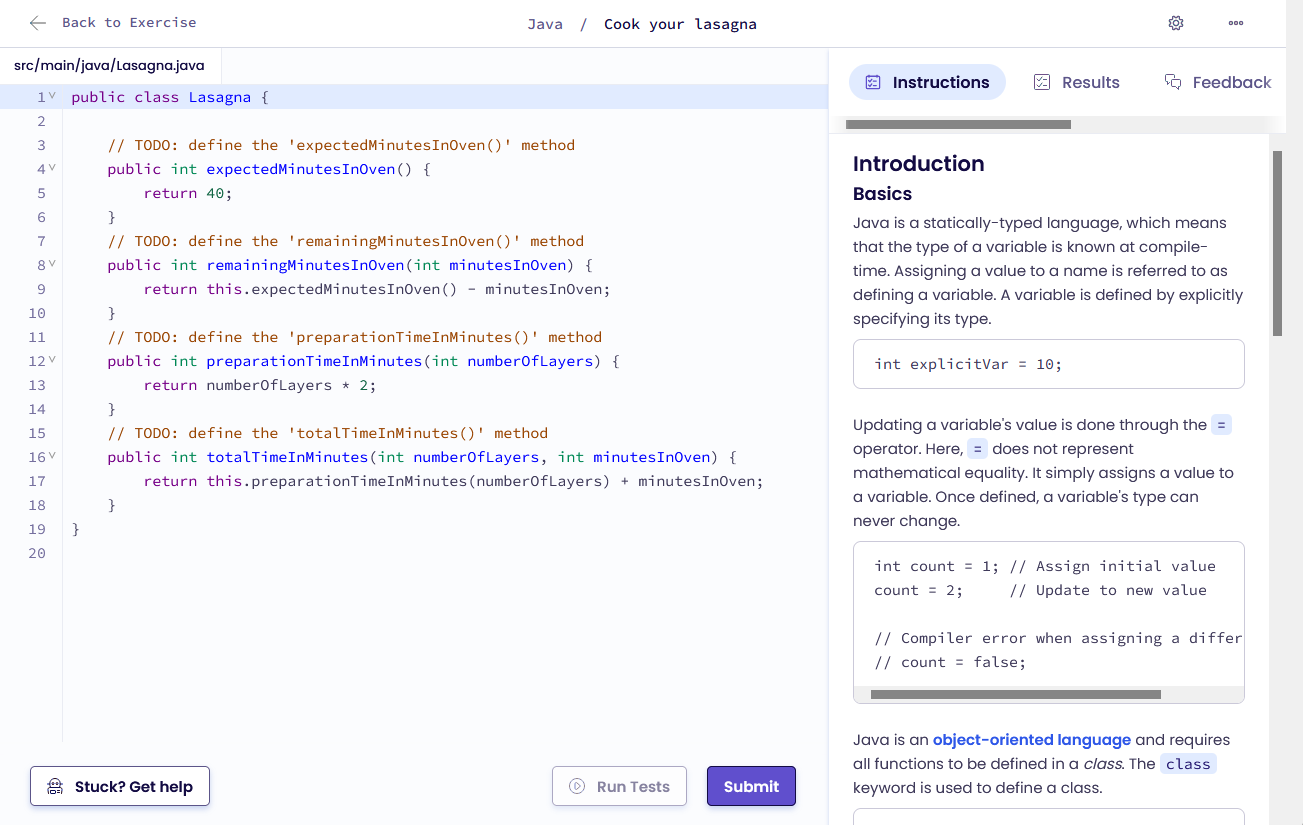 Back to Exercise
Java / Cook your lasagna
src/main/java/Lasagna.java
1 public class Lasagna {
2
3 // TODO: define the 'expectedMinutesInOven()' method
4 public int expectedMinutesInOven() {
5 return 40;
6 }
7 // TODO: define the 'remainingMinutesInOven()' method
8 public int remainingMinutesInOven(int minutesInOven) {
9 return this.expectedMinutesInOven() - minutesInOven;
10 }
11 // TODO: define the 'preparationTimeInMinutes()' method
12 public int preparationTimeInMinutes(int numberOfLayers) {
13 return numberOfLayers * 2;
14 }
15 // TODO: define the 'totalTimeInMinutes()' method
16 public int totalTimeInMinutes(int numberOfLayers, int minutesInOven) {
17 return this.preparationTimeInMinutes(numberOfLayers) + minutesInOven;
18 }
19 }
20
Stuck? Get help
Run Tests
Submit
Instructions
Results
Feedback
Introduction
Basics
Java is a statically-typed language, which means
that the type of a variable is known at compile-
time. Assigning a value to a name is referred to as
defining a variable. A variable is defined by explicitly
specifying its type.
int explicitVar = 10;
Updating a variable's value is done through the =
operator. Here, = does not represent
mathematical equality. It simply assigns a value to
a variable. Once defined, a variable's type can
never change.
int count = 1; // Assign initial value
count = 2; // Update to new value
// Compiler error when assigning a differ
// count = false;
Java is an object-oriented language and requires
all functions to be defined in a class. The class
keyword is used to define a class.